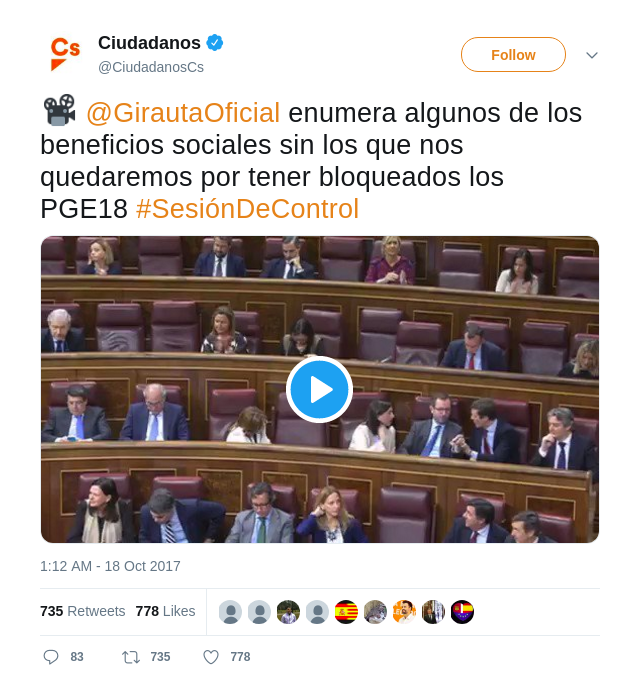 Cs
Ciudadanos
@CiudadanosCs
Follow
@GirautaOficial enumera algunos de los
beneficios sociales sin los que nos
quedaremos por tener bloqueados los
PGE18 #SesiónDeControl
1:12 AM - 18 Oct 2017
735 Retweets 778 Likes
83 735 778